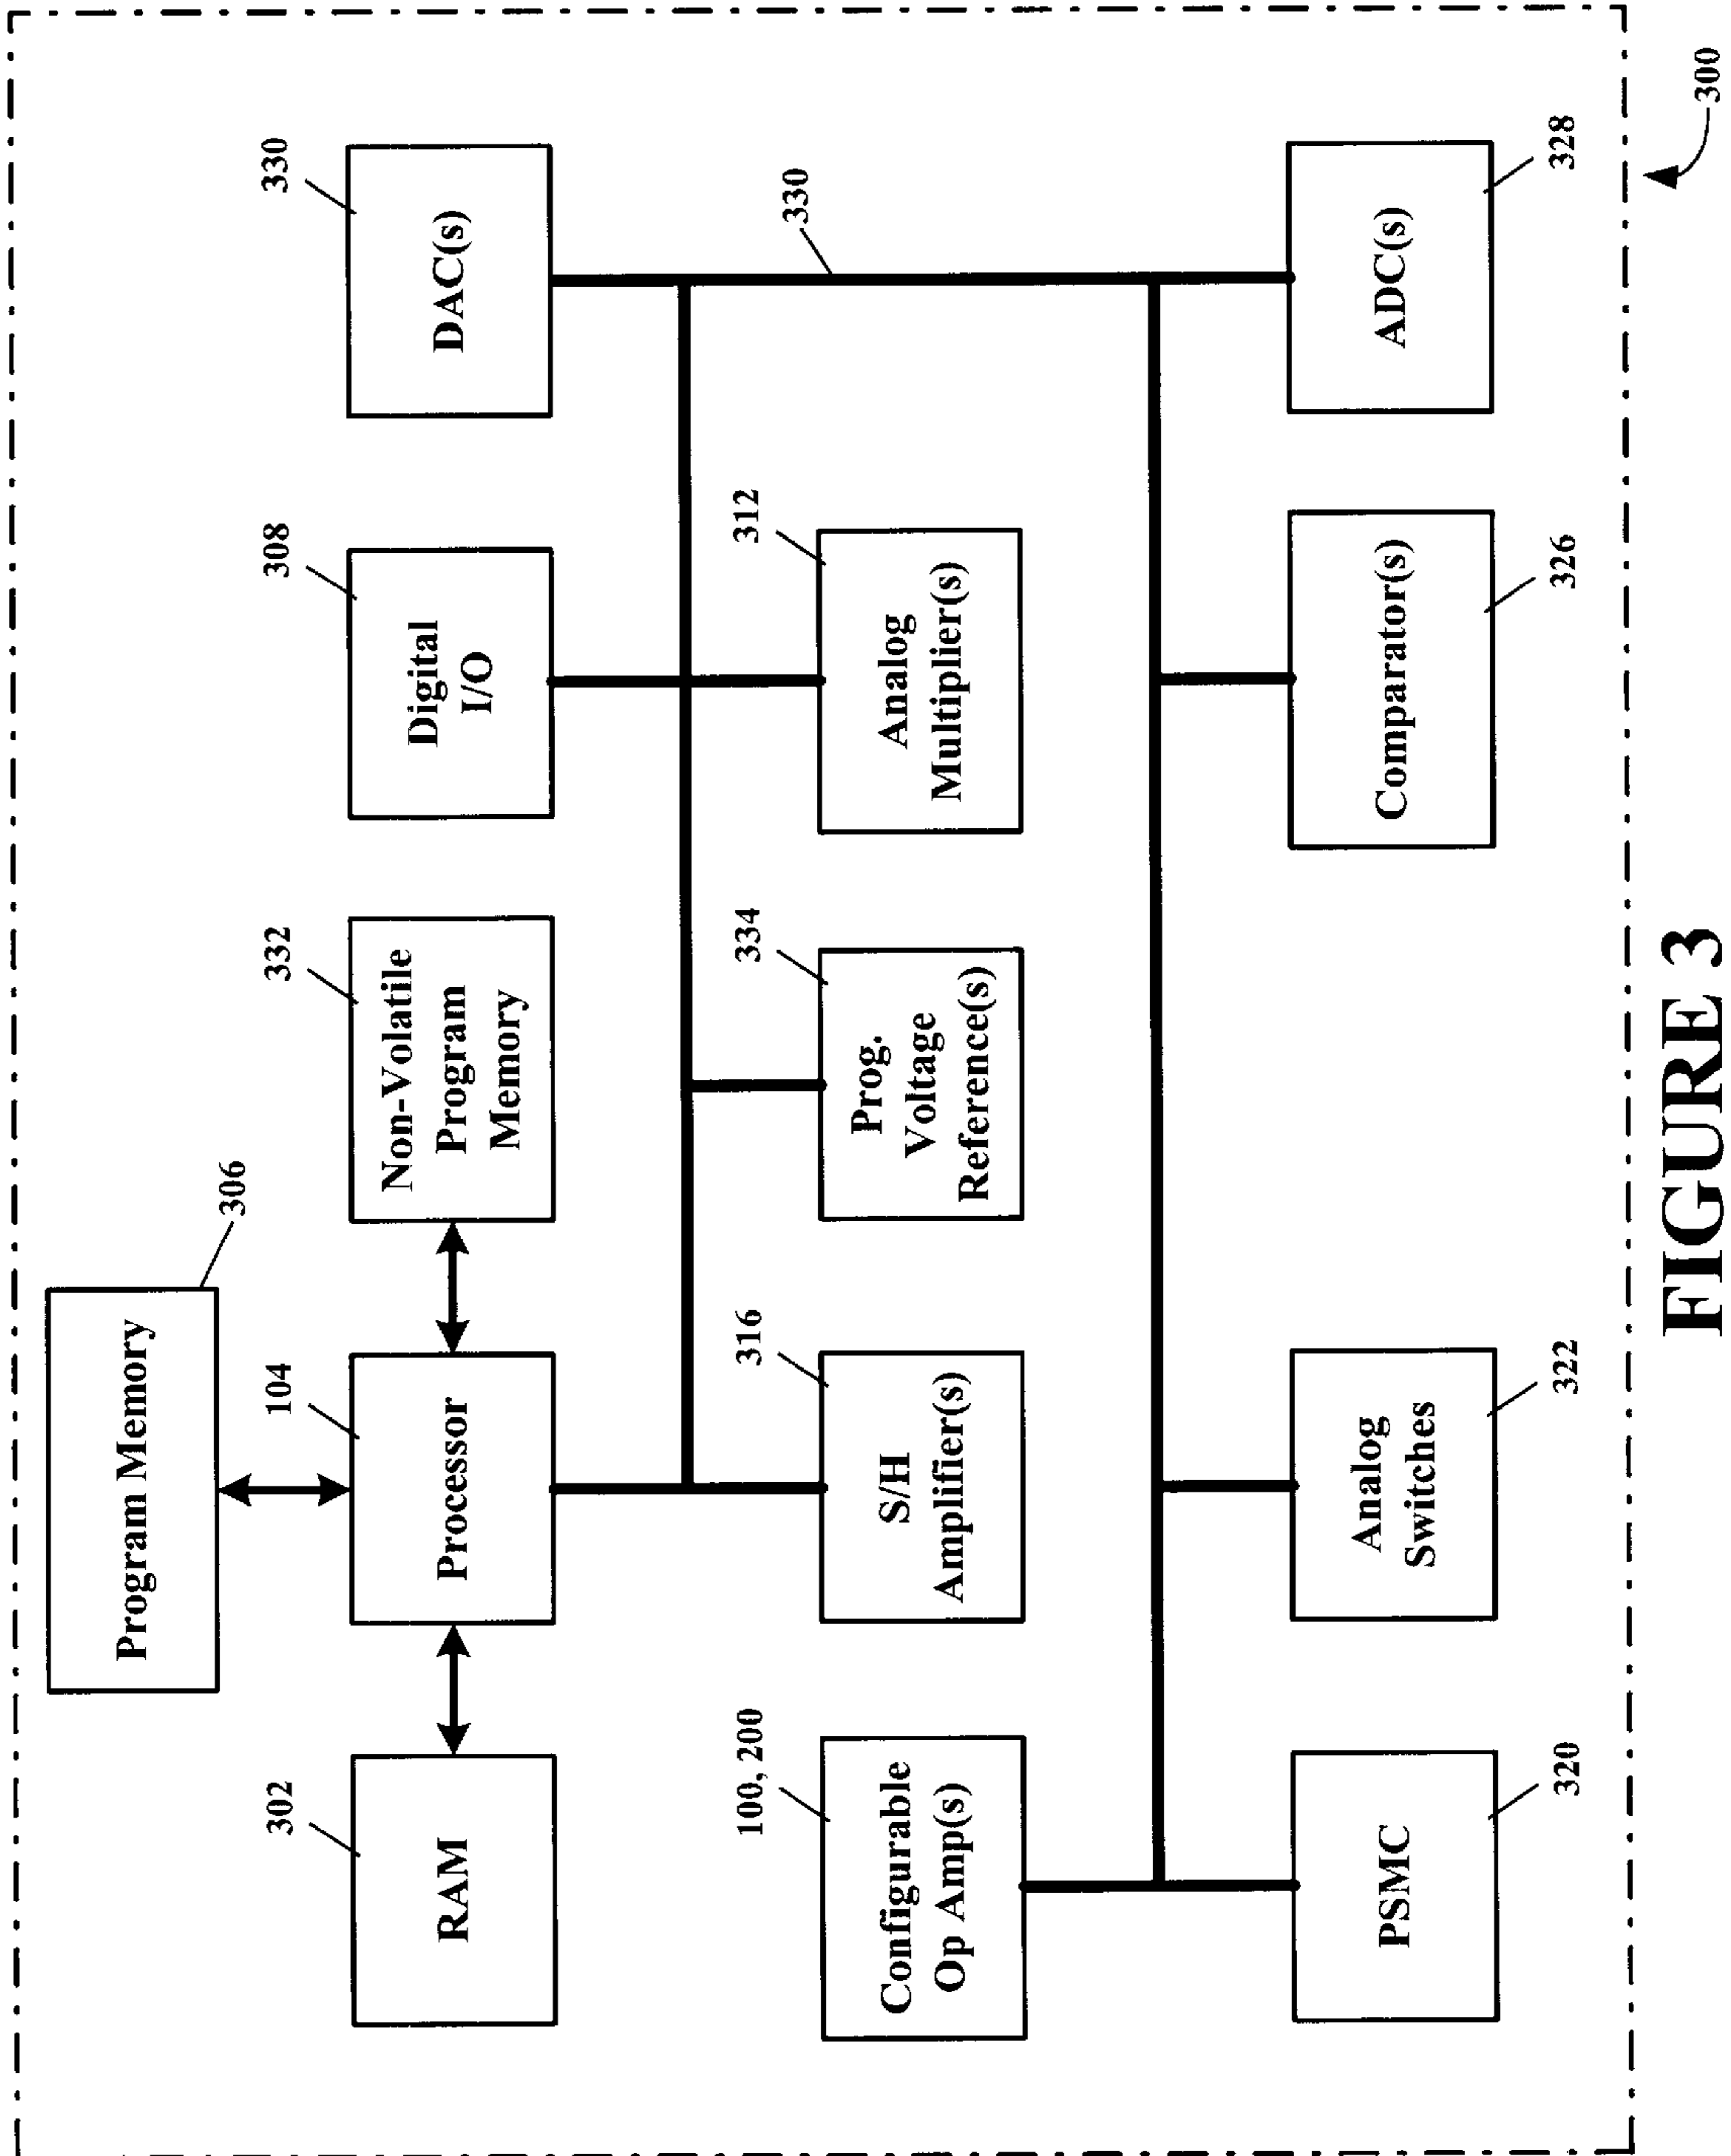 306
Program Memory
302
RAM
104
Processor
332
Non-Volatile
Program
Memory
308
Digital
I/O
330
DAC(s)
100, 200
Configurable
Op Amp(s)
316
S/H
Amplifier(s)
334
Prog.
Voltage
Reference(s)
312
Analog
Multiplier(s)
330
PSMC
320
Analog
Switches
322
Comparator(s)
326
ADC(s)
328
300
FIGURE 3